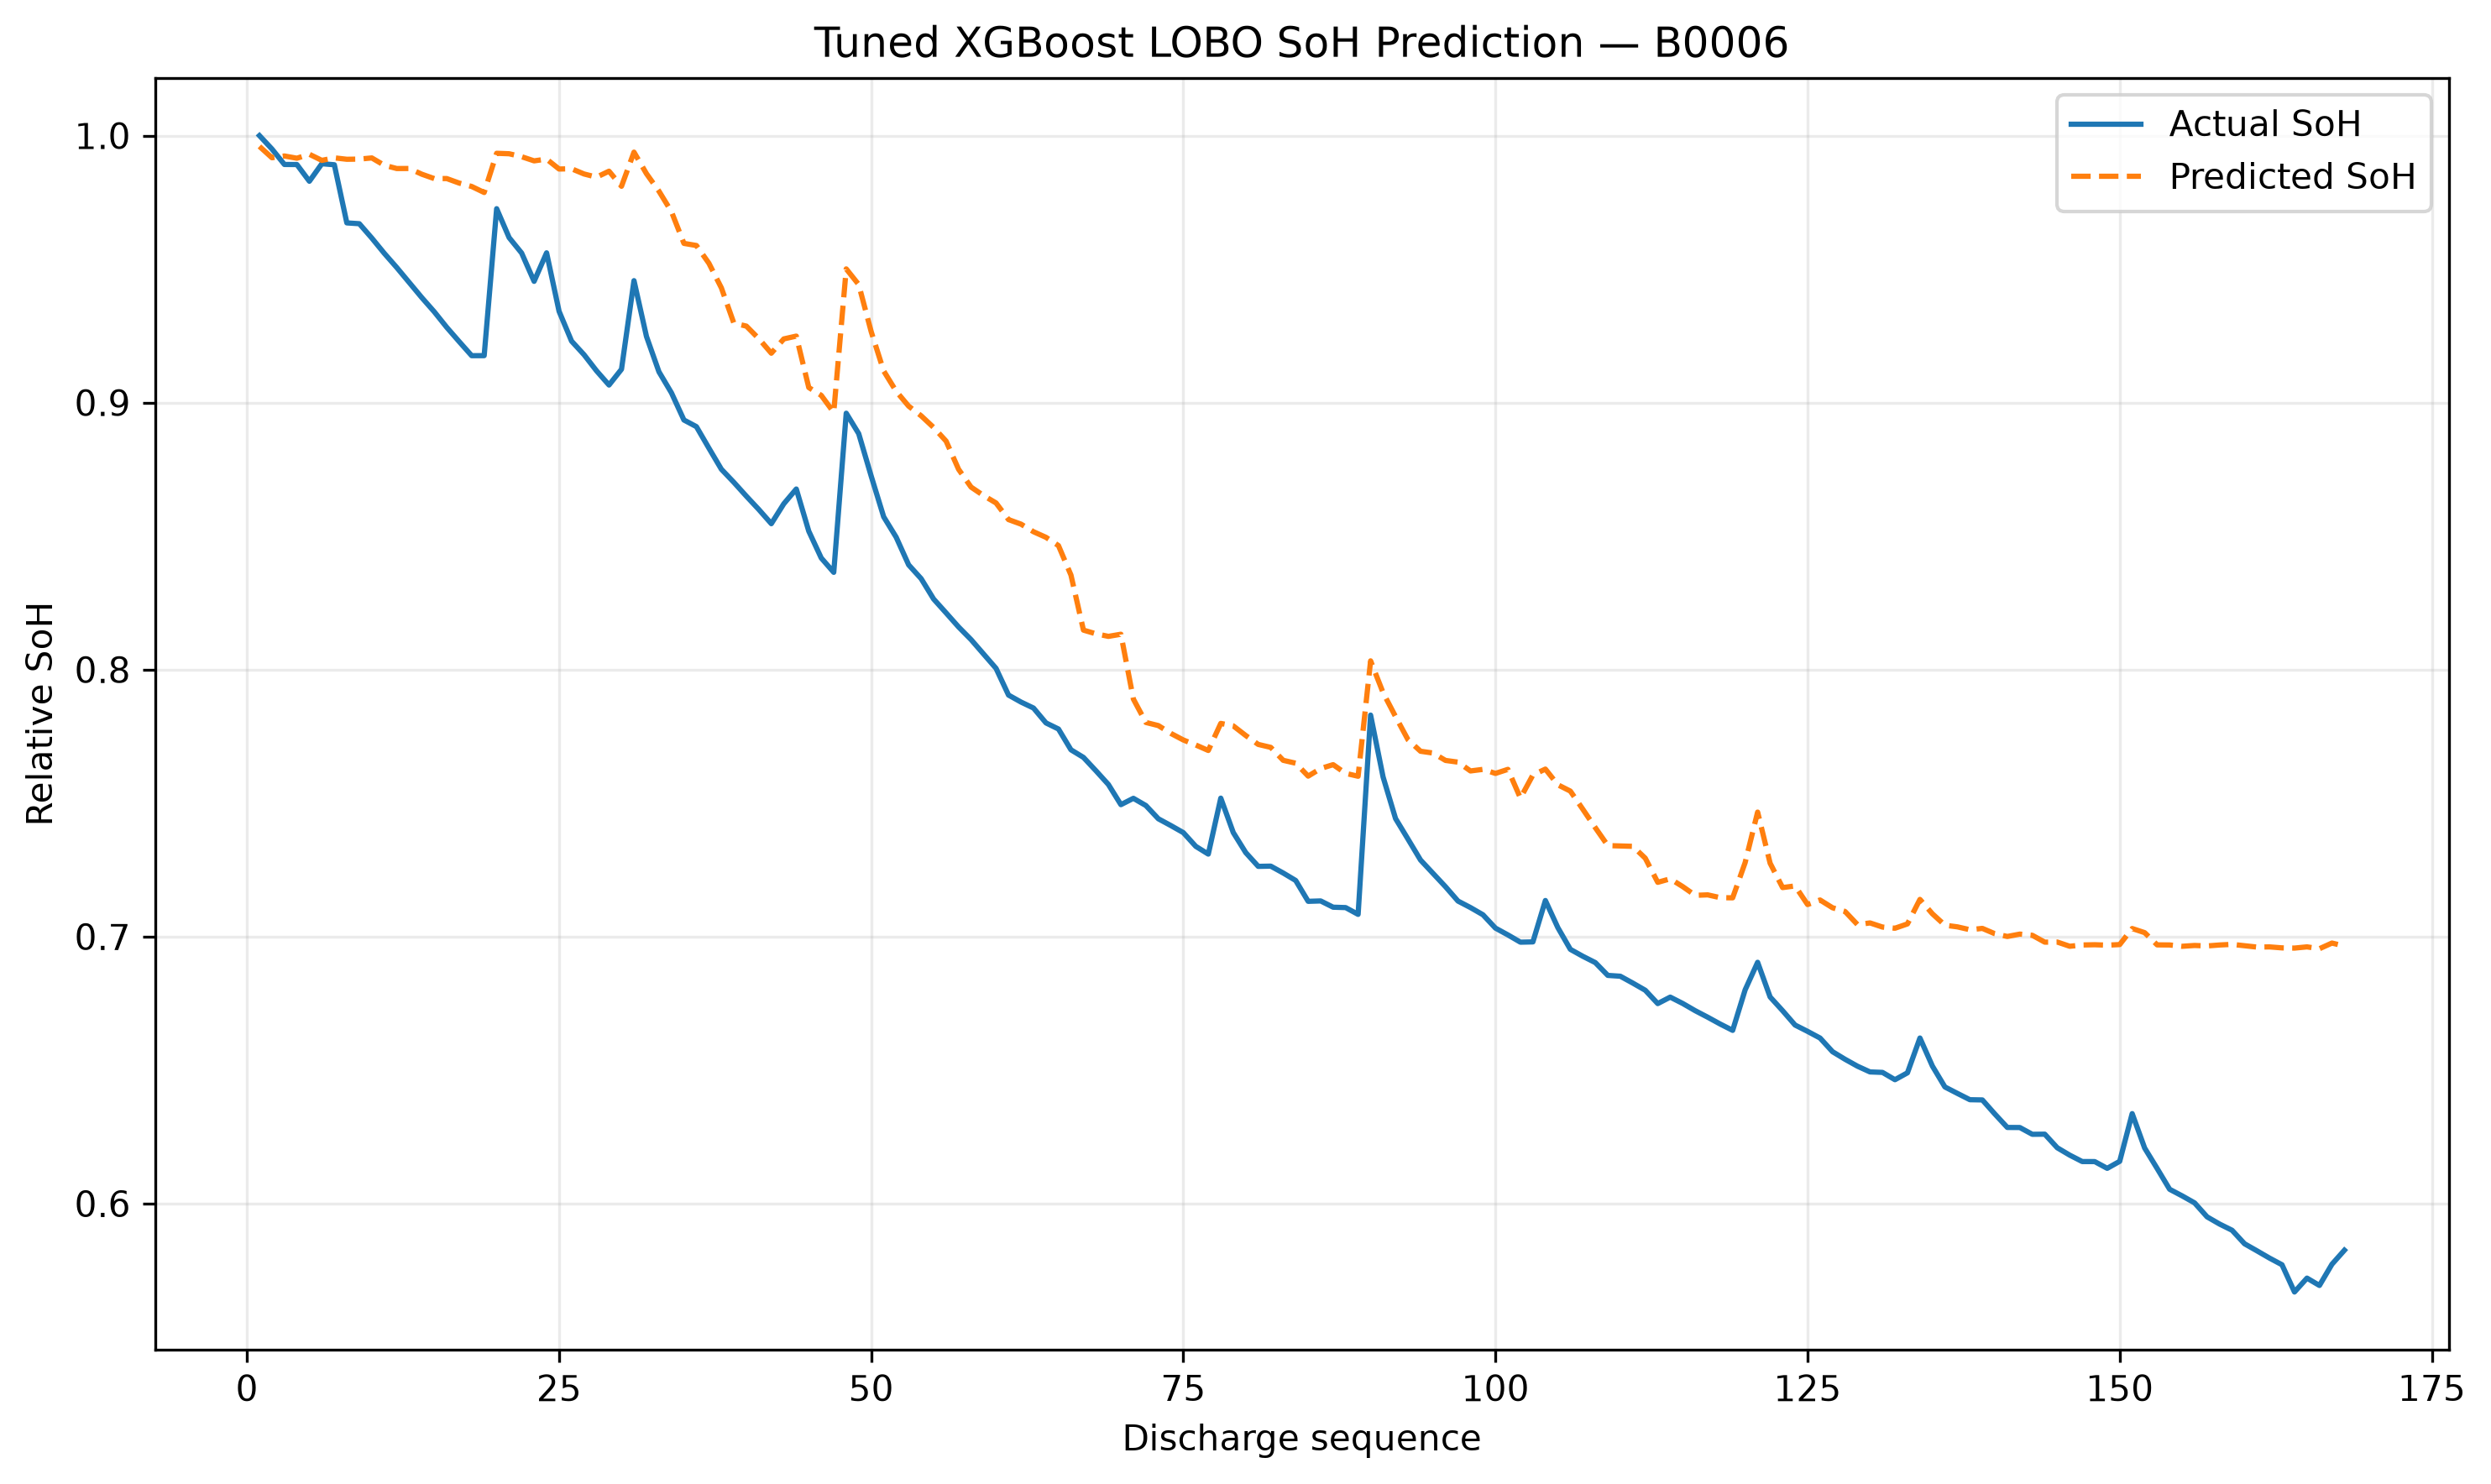 Tuned XGBoost LOBO SoH Prediction — B0006
Actual SoH
Predicted SoH
Relative SoH
1.0
0.9
0.8
0.7
0.6
0
25
50
75
100
125
150
175
Discharge sequence